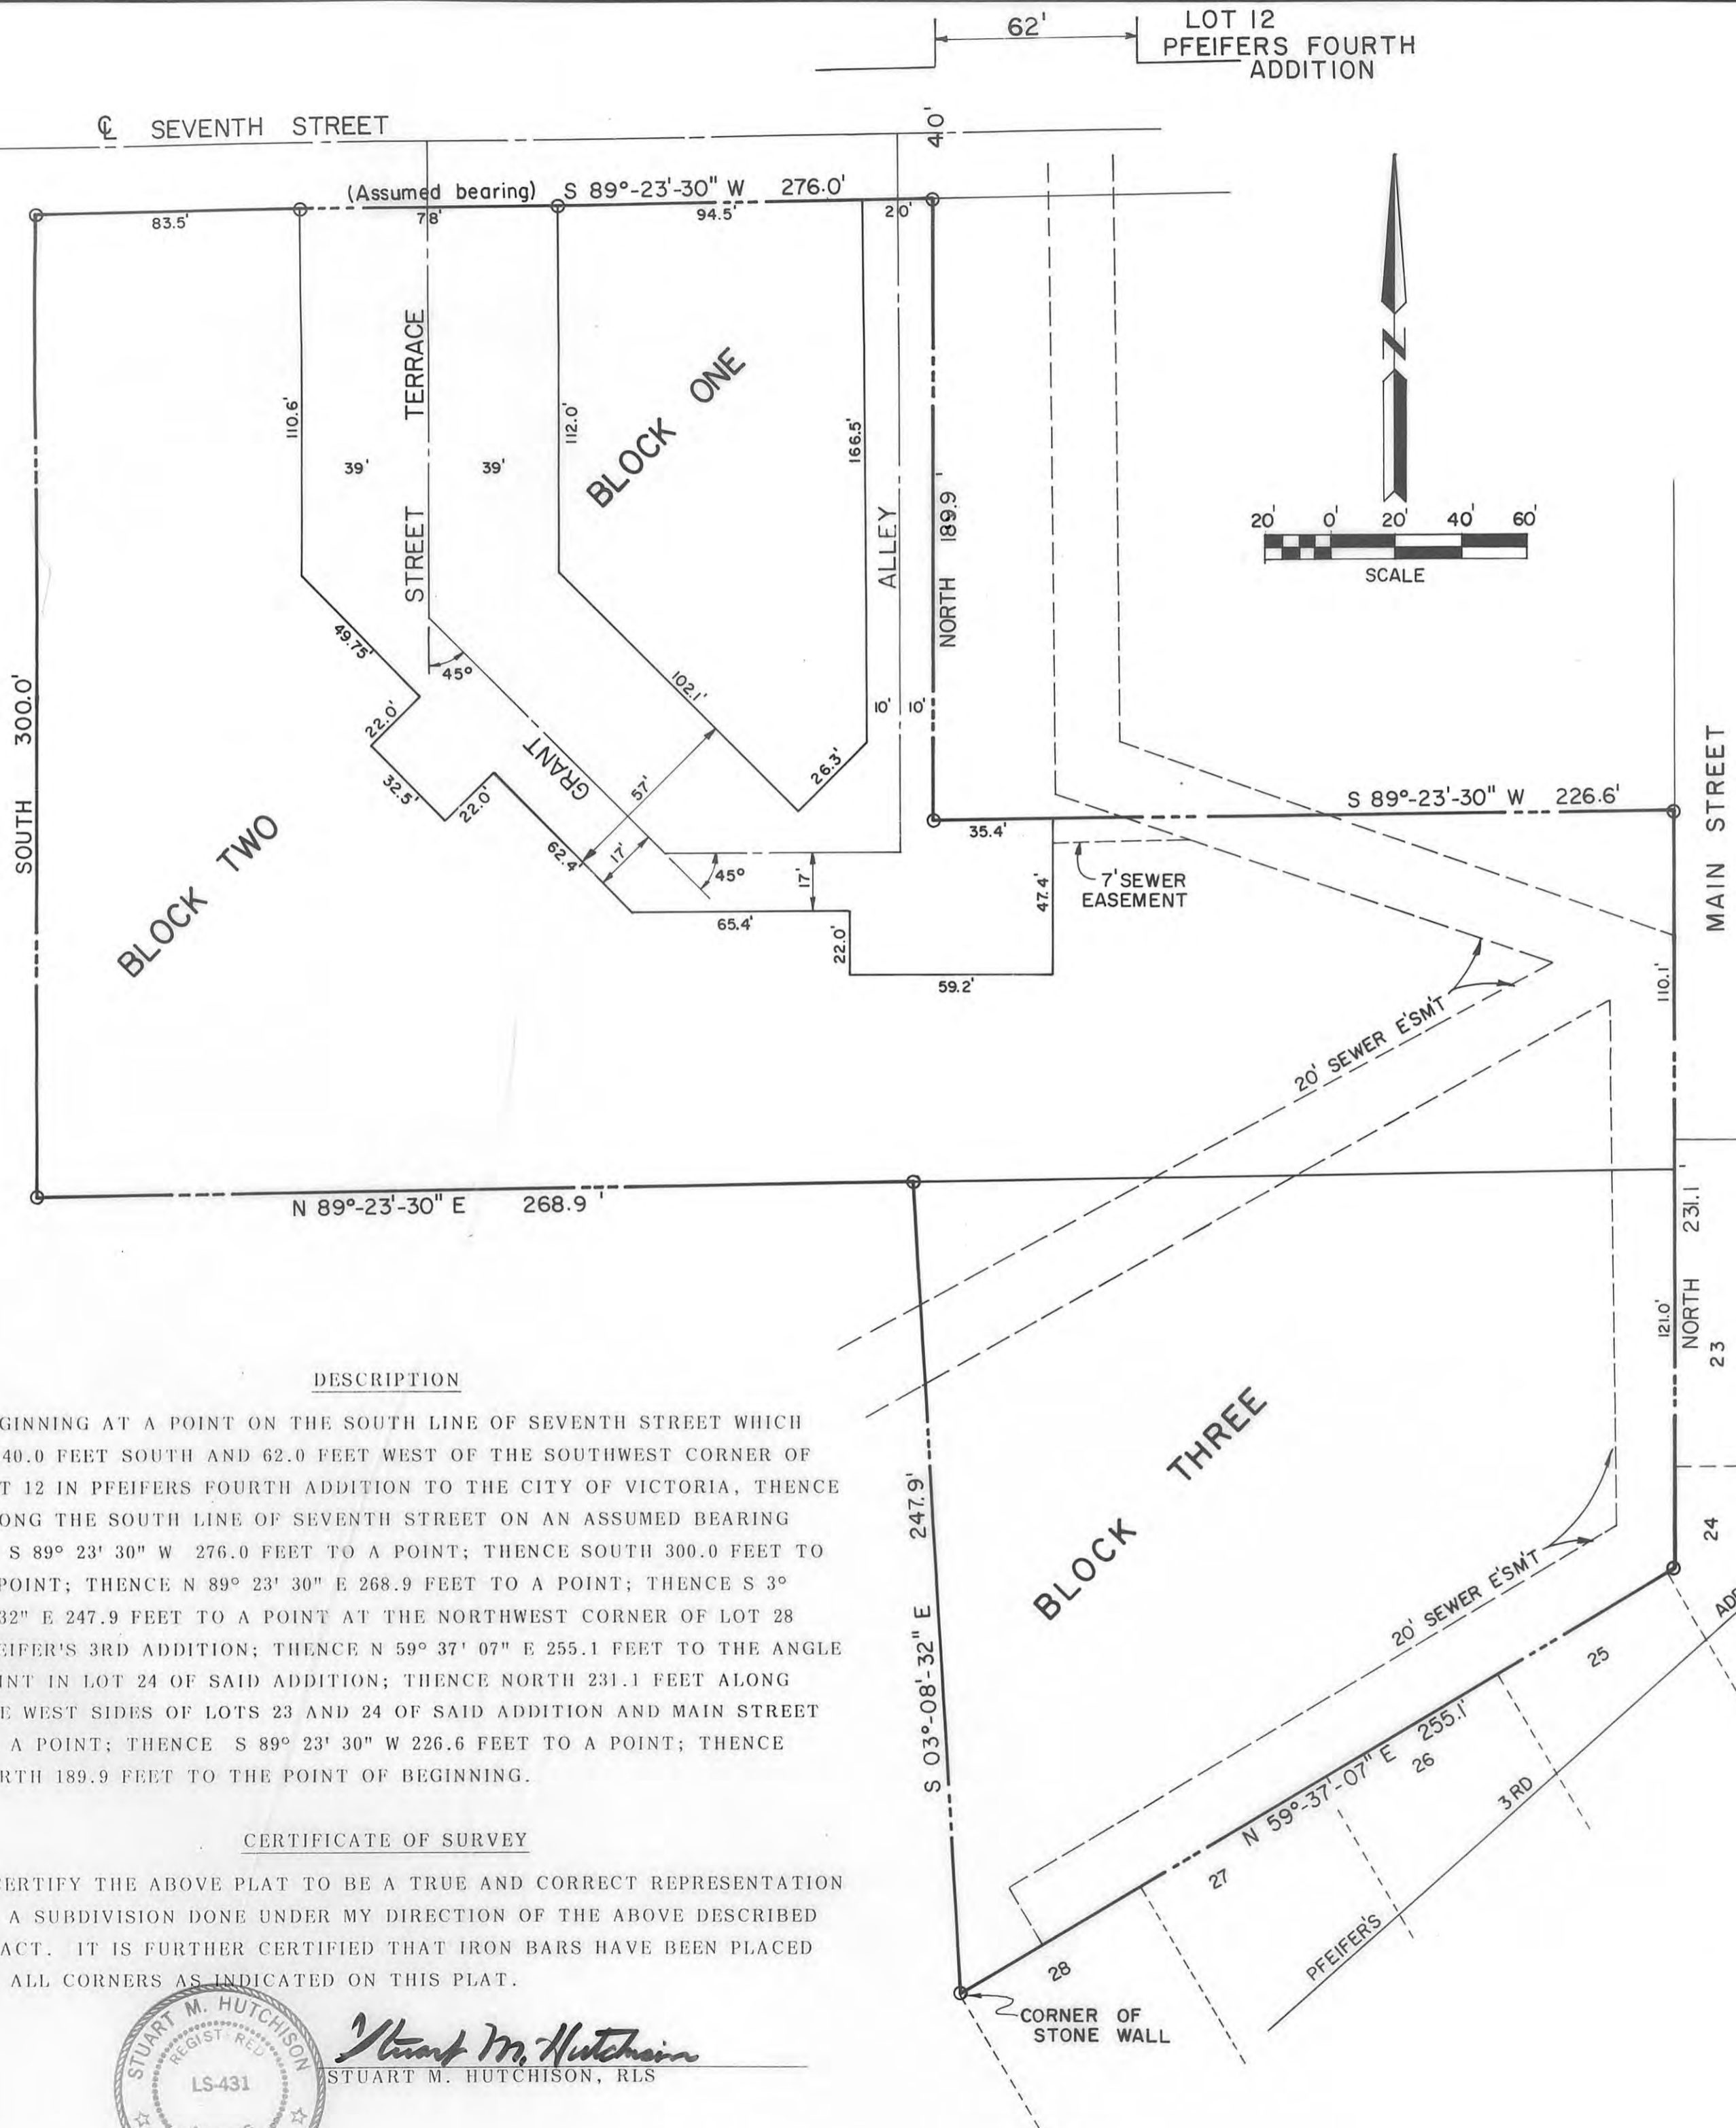 62'
LOT 12
PFEIFERS FOURTH
ADDITION
℄ SEVENTH STREET
40'
(Assumed bearing) S 89°-23'-30" W 276.0'
83.5'
78'
94.5'
20'
110.6'
39'
STREET TERRACE
39'
112.0'
BLOCK ONE
166.5'
ALLEY
NORTH 189.9'
N
20' 0' 20' 40' 60'
SCALE
49.75'
45°
22.0'
32.5'
22.0'
GRANT
102.1'
57'
26.3'
10' 10'
62.4'
17'
45°
17'
65.4'
22.0'
59.2'
35.4'
47.4'
S 89°-23'-30" W 226.6'
7' SEWER
EASEMENT
MAIN STREET
SOUTH 300.0'
BLOCK TWO
20' SEWER E'SM'T
110.1'
N 89°-23'-30" E 268.9'
NORTH 231.1'
121.0'
23
24
S 03°-08'-32" E 247.9'
BLOCK THREE
20' SEWER E'SM'T
N 59°-37'-07" E 255.1'
25
26
27
28
PFEIFER'S 3RD ADD
CORNER OF
STONE WALL
DESCRIPTION
GINNING AT A POINT ON THE SOUTH LINE OF SEVENTH STREET WHICH
40.0 FEET SOUTH AND 62.0 FEET WEST OF THE SOUTHWEST CORNER OF
T 12 IN PFEIFERS FOURTH ADDITION TO THE CITY OF VICTORIA, THENCE
ONG THE SOUTH LINE OF SEVENTH STREET ON AN ASSUMED BEARING
S 89° 23' 30" W 276.0 FEET TO A POINT; THENCE SOUTH 300.0 FEET TO
POINT; THENCE N 89° 23' 30" E 268.9 FEET TO A POINT; THENCE S 3°
32" E 247.9 FEET TO A POINT AT THE NORTHWEST CORNER OF LOT 28
EIFER'S 3RD ADDITION; THENCE N 59° 37' 07" E 255.1 FEET TO THE ANGLE
INT IN LOT 24 OF SAID ADDITION; THENCE NORTH 231.1 FEET ALONG
E WEST SIDES OF LOTS 23 AND 24 OF SAID ADDITION AND MAIN STREET
A POINT; THENCE S 89° 23' 30" W 226.6 FEET TO A POINT; THENCE
RTH 189.9 FEET TO THE POINT OF BEGINNING.
CERTIFICATE OF SURVEY
CERTIFY THE ABOVE PLAT TO BE A TRUE AND CORRECT REPRESENTATION
A SUBDIVISION DONE UNDER MY DIRECTION OF THE ABOVE DESCRIBED
ACT. IT IS FURTHER CERTIFIED THAT IRON BARS HAVE BEEN PLACED
ALL CORNERS AS INDICATED ON THIS PLAT.
STUART M. HUTCHISON
REGISTRED
LS-431
Stuart M. Hutchison
STUART M. HUTCHISON, RLS